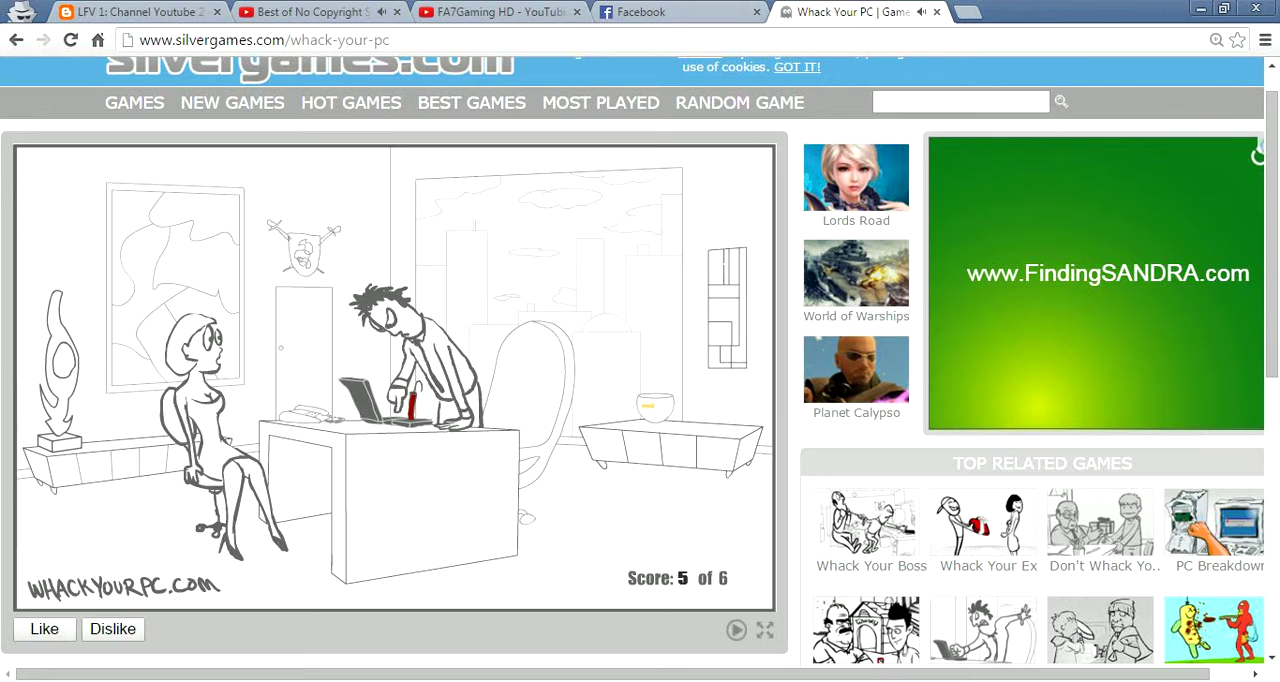 LFV 1: Channel Youtube 2
Best of No Copyright S
FA7Gaming HD - YouTub
Facebook
Whack Your PC | Game
www.silvergames.com/whack-your-pc
silvergames.com
use of cookies. GOT IT!
GAMES NEW GAMES HOT GAMES BEST GAMES MOST PLAYED RANDOM GAME
Lords Road
World of Warships
Planet Calypso
www.FindingSANDRA.com
WHACKYOURPC.COM
Score: 5 of 6
Like
Dislike
TOP RELATED GAMES
Whack Your Boss
Whack Your Ex
Don't Whack Yo..
PC Breakdown